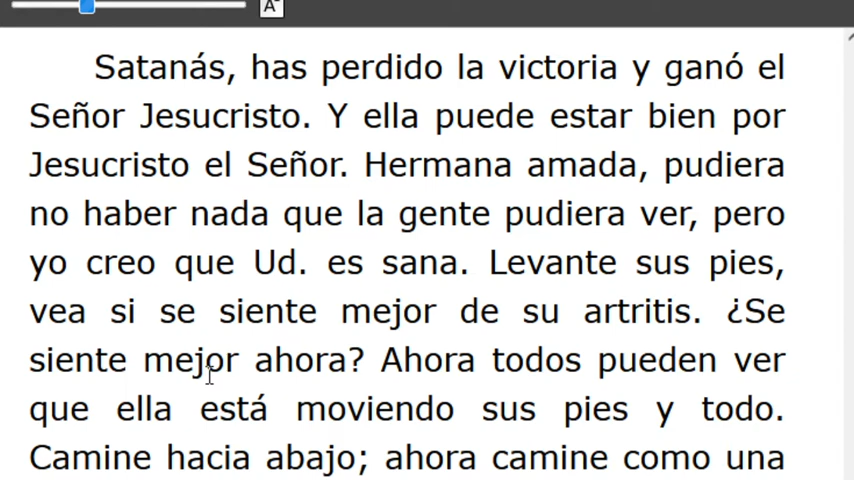 A
Satanás, has perdido la victoria y ganó el
Señor Jesucristo. Y ella puede estar bien por
Jesucristo el Señor. Hermana amada, pudiera
no haber nada que la gente pudiera ver, pero
yo creo que Ud. es sana. Levante sus pies,
vea si se siente mejor de su artritis. ¿Se
siente mejor ahora? Ahora todos pueden ver
que ella está moviendo sus pies y todo.
Camine hacia abajo; ahora camine como una